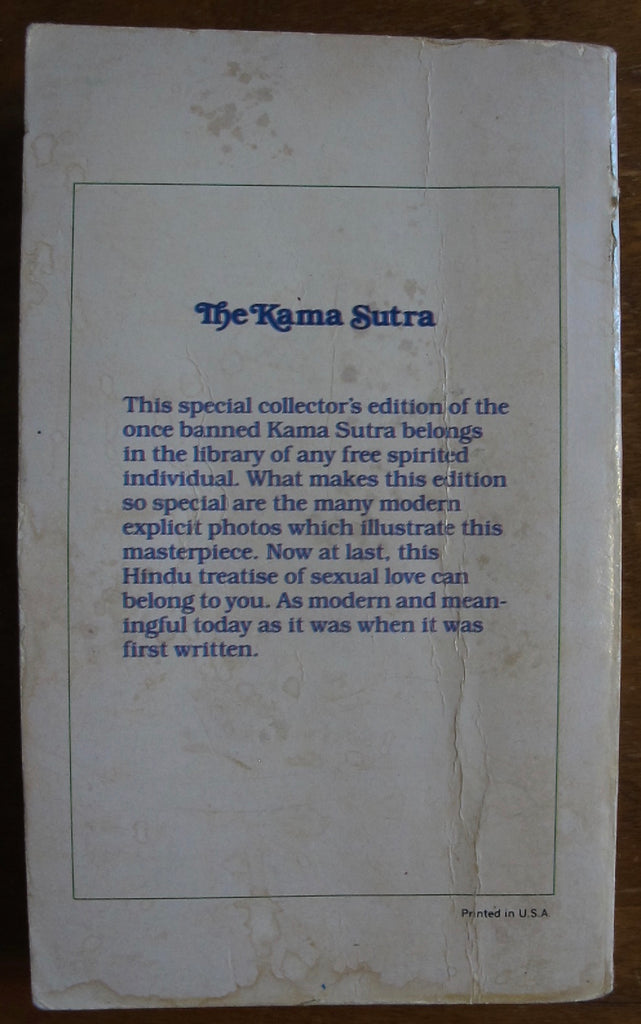 The Kama Sutra
This special collector's edition of the
once banned Kama Sutra belongs
in the library of any free spirited
individual. What makes this edition
so special are the many modern
explicit photos which illustrate this
masterpiece. Now at last, this
Hindu treatise of sexual love can
belong to you. As modern and mean-
ingful today as it was when it was
first written.
Printed in U.S.A.